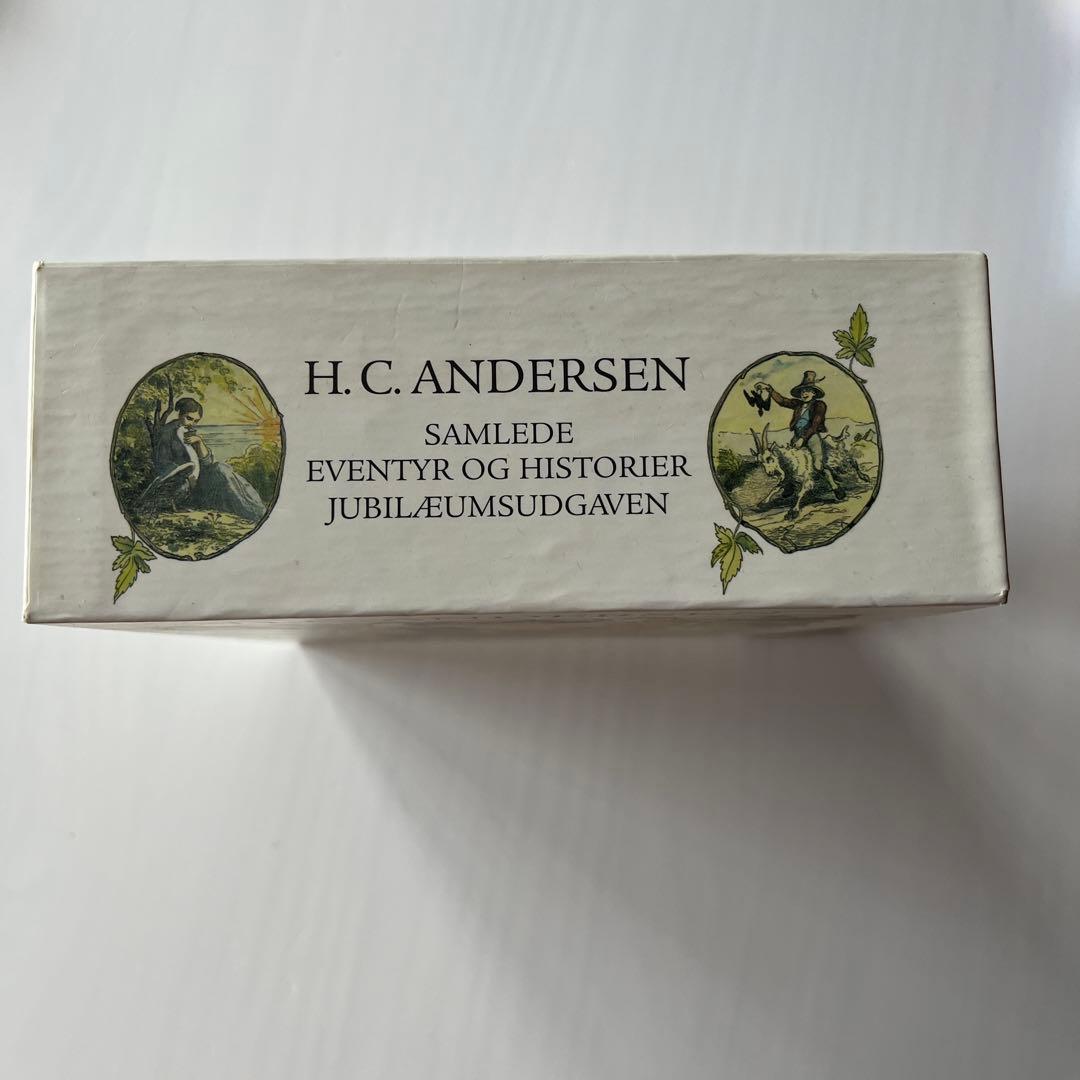 H. C. ANDERSEN
SAMLEDE
EVENTYR OG HISTORIER
JUBILÆUMSUDGAVEN